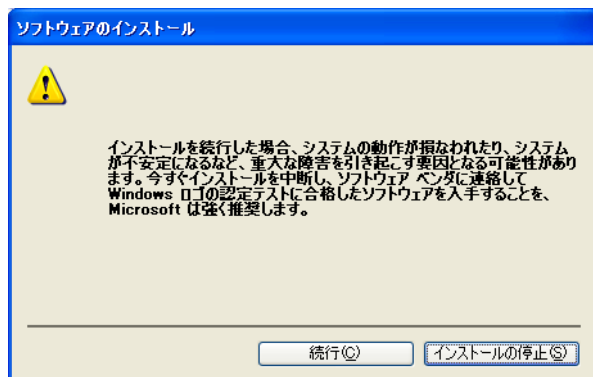 ソフトウェアのインストール
インストールを続行した場合、システムの動作が損なわれたり、システム
が不安定になるなど、重大な障害を引き起こす要因となる可能性があり
ます。今すぐインストールを中断し、ソフトウェア ベンダに連絡して
Windows ロゴの認定テストに合格したソフトウェアを入手することを、
Microsoft は強く推奨します。
続行(C) インストールの停止(S)